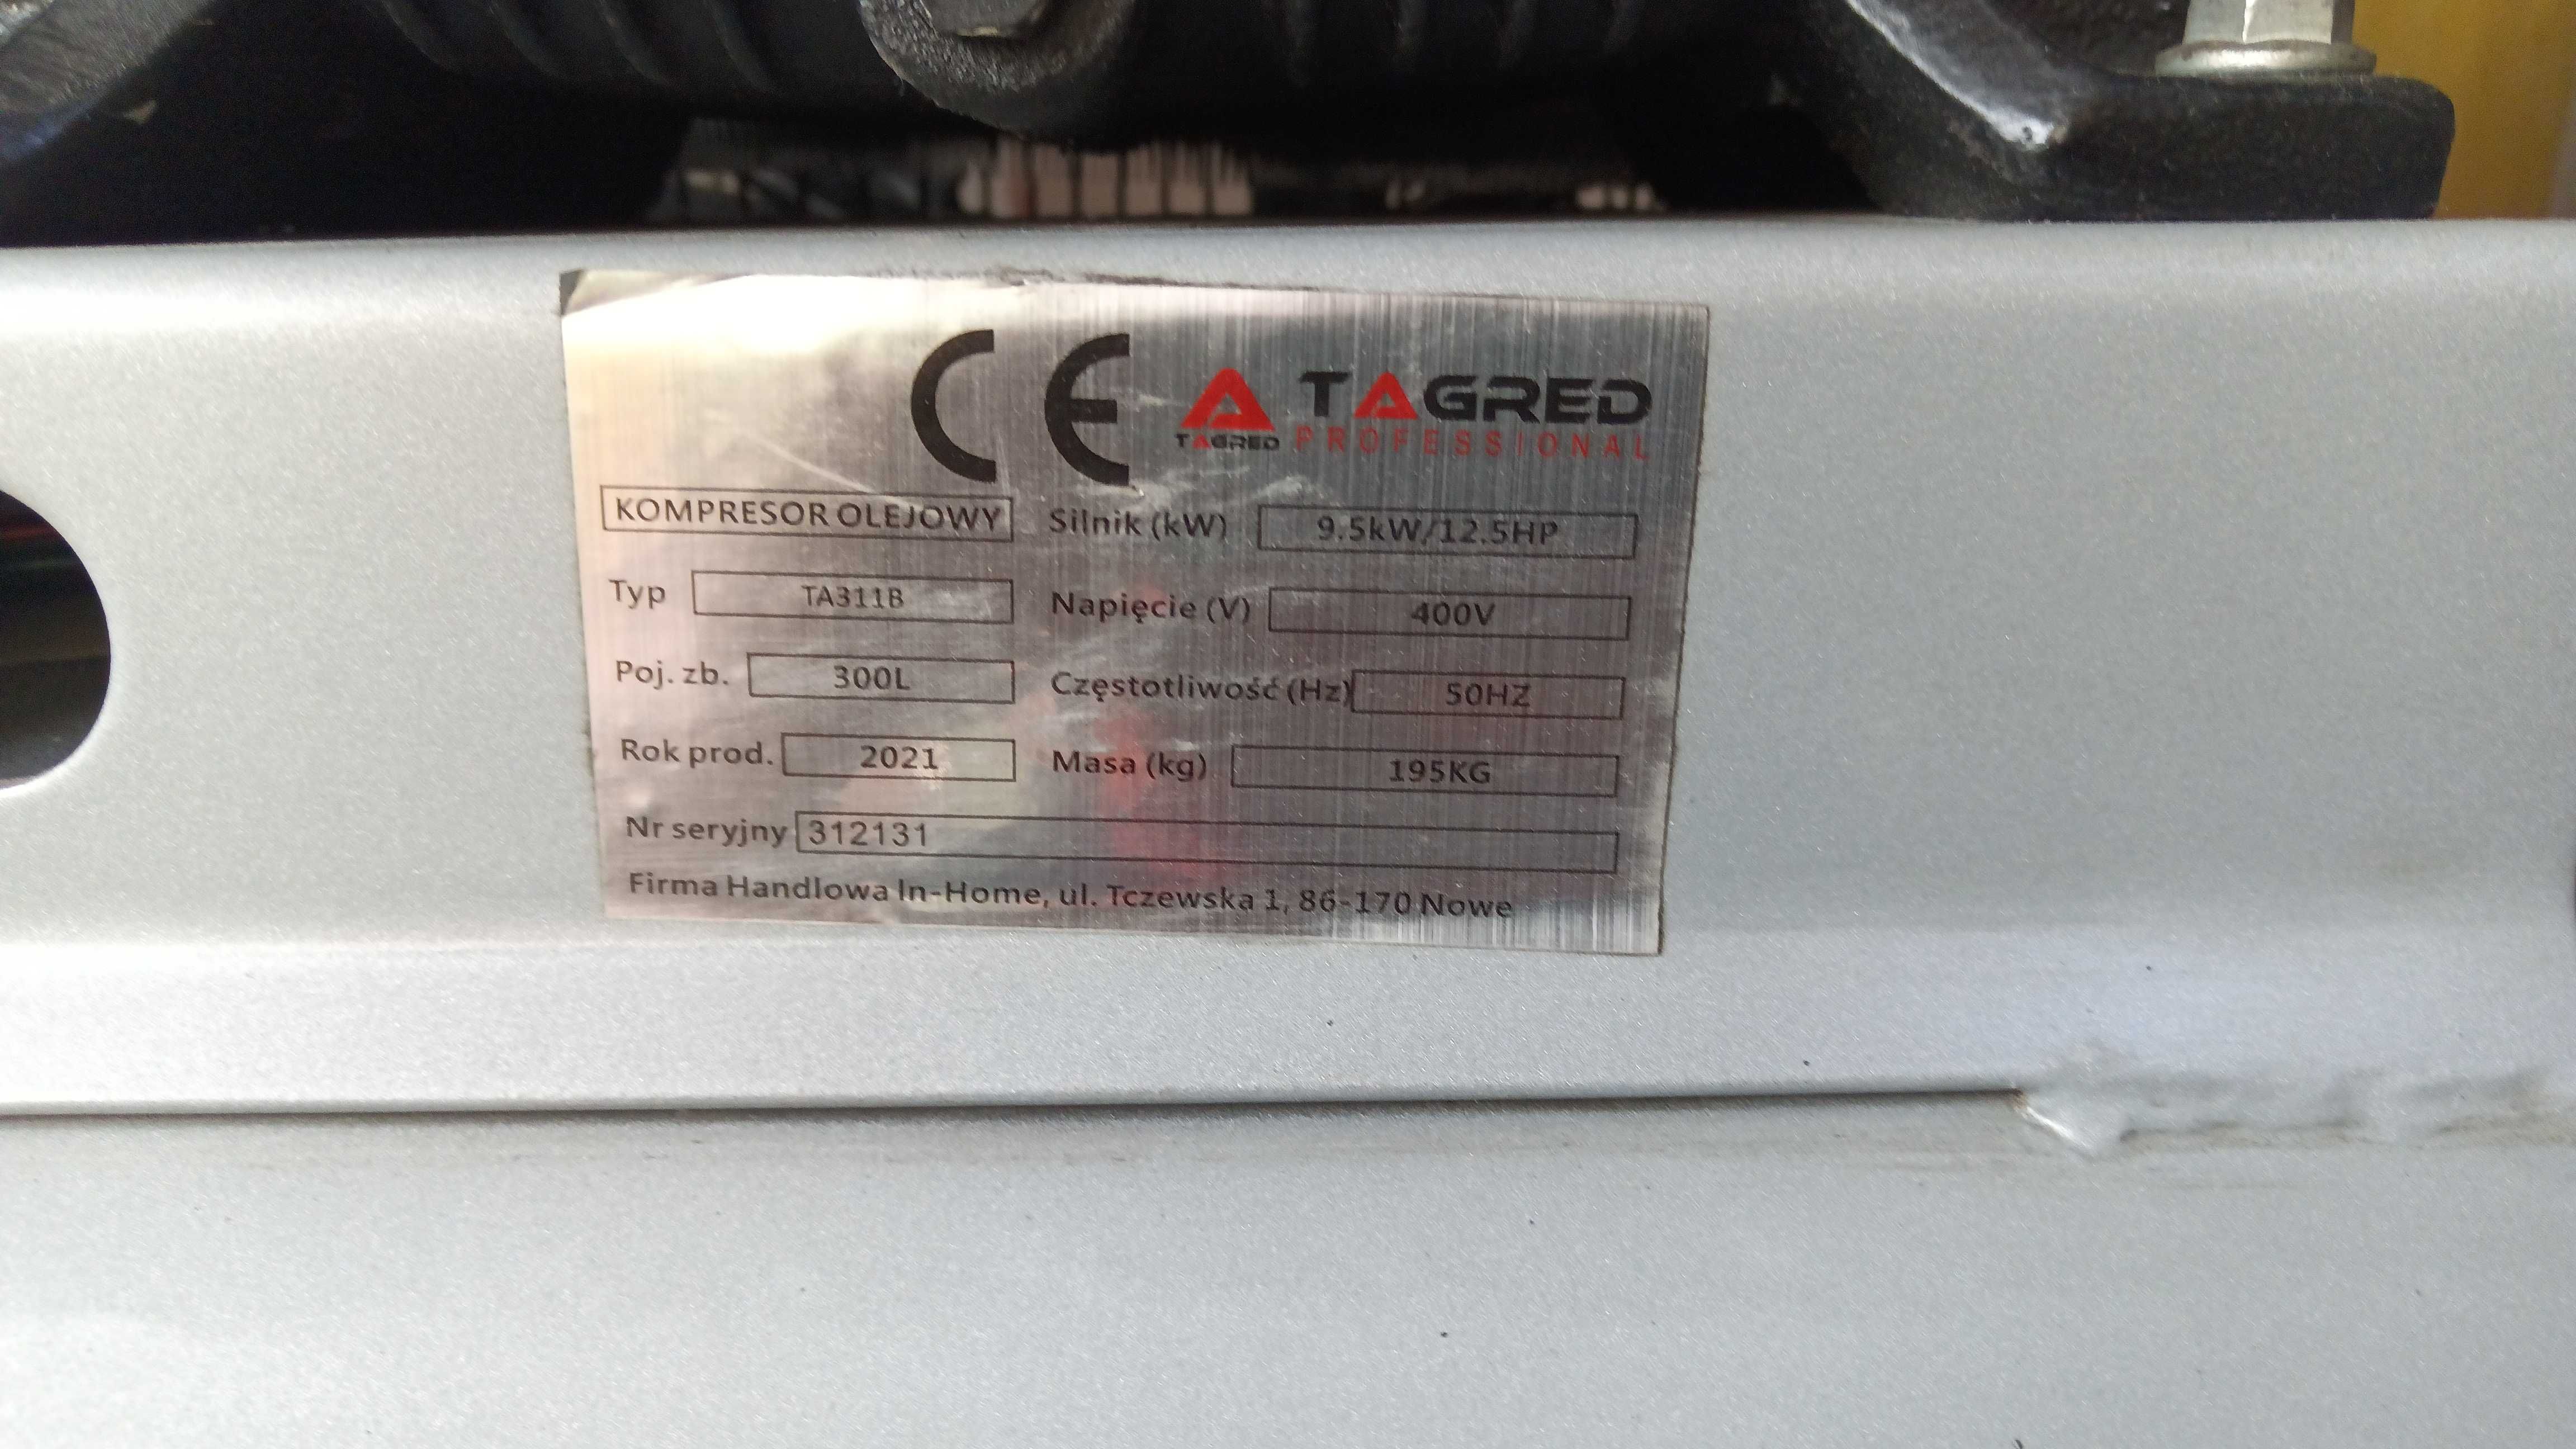 CE TAGRED TAGRED
PROFESSIONAL
KOMPRESOR OLEJOWY Silnik (kW) 9.5kW/12.5HP
Typ TA311B Napięcie (V) 400V
Poj. zb. 300L Częstotliwość (Hz) 50HZ
Rok prod. 2021 Masa (kg) 195KG
Nr seryjny 312131
Firma Handlowa In-Home, ul. Tczewska 1, 86-170 Nowe